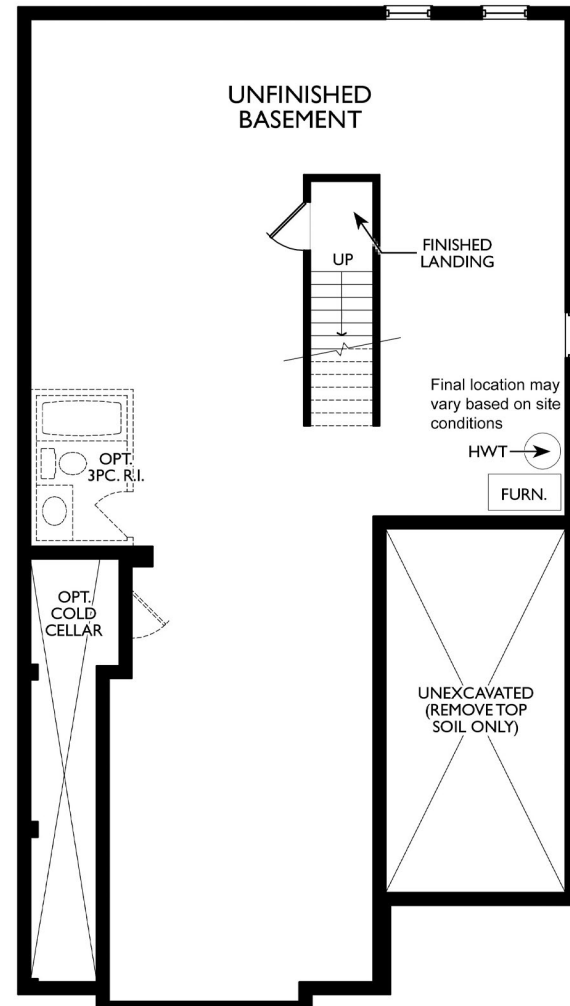 UNFINISHED
BASEMENT
FINISHED
LANDING
UP
Final location may
vary based on site
conditions
HWT
FURN.
OPT.
3PC. R.I.
OPT.
COLD
CELLAR
UNEXCAVATED
(REMOVE TOP
SOIL ONLY)